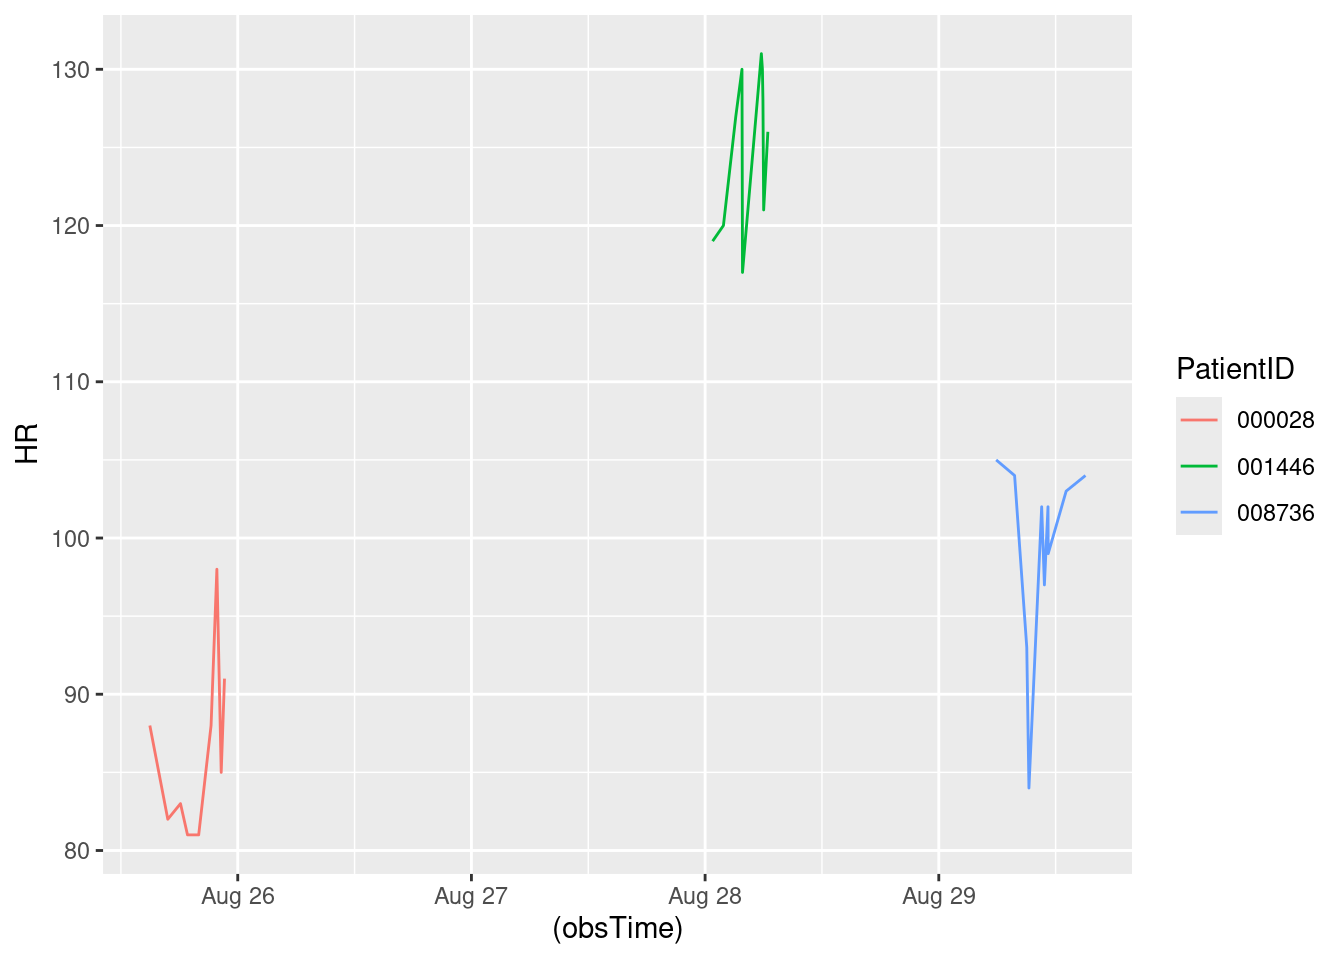 130
120
110
100
90
80
HR
Aug 26
Aug 27
Aug 28
Aug 29
(obsTime)
PatientID
000028
001446
008736